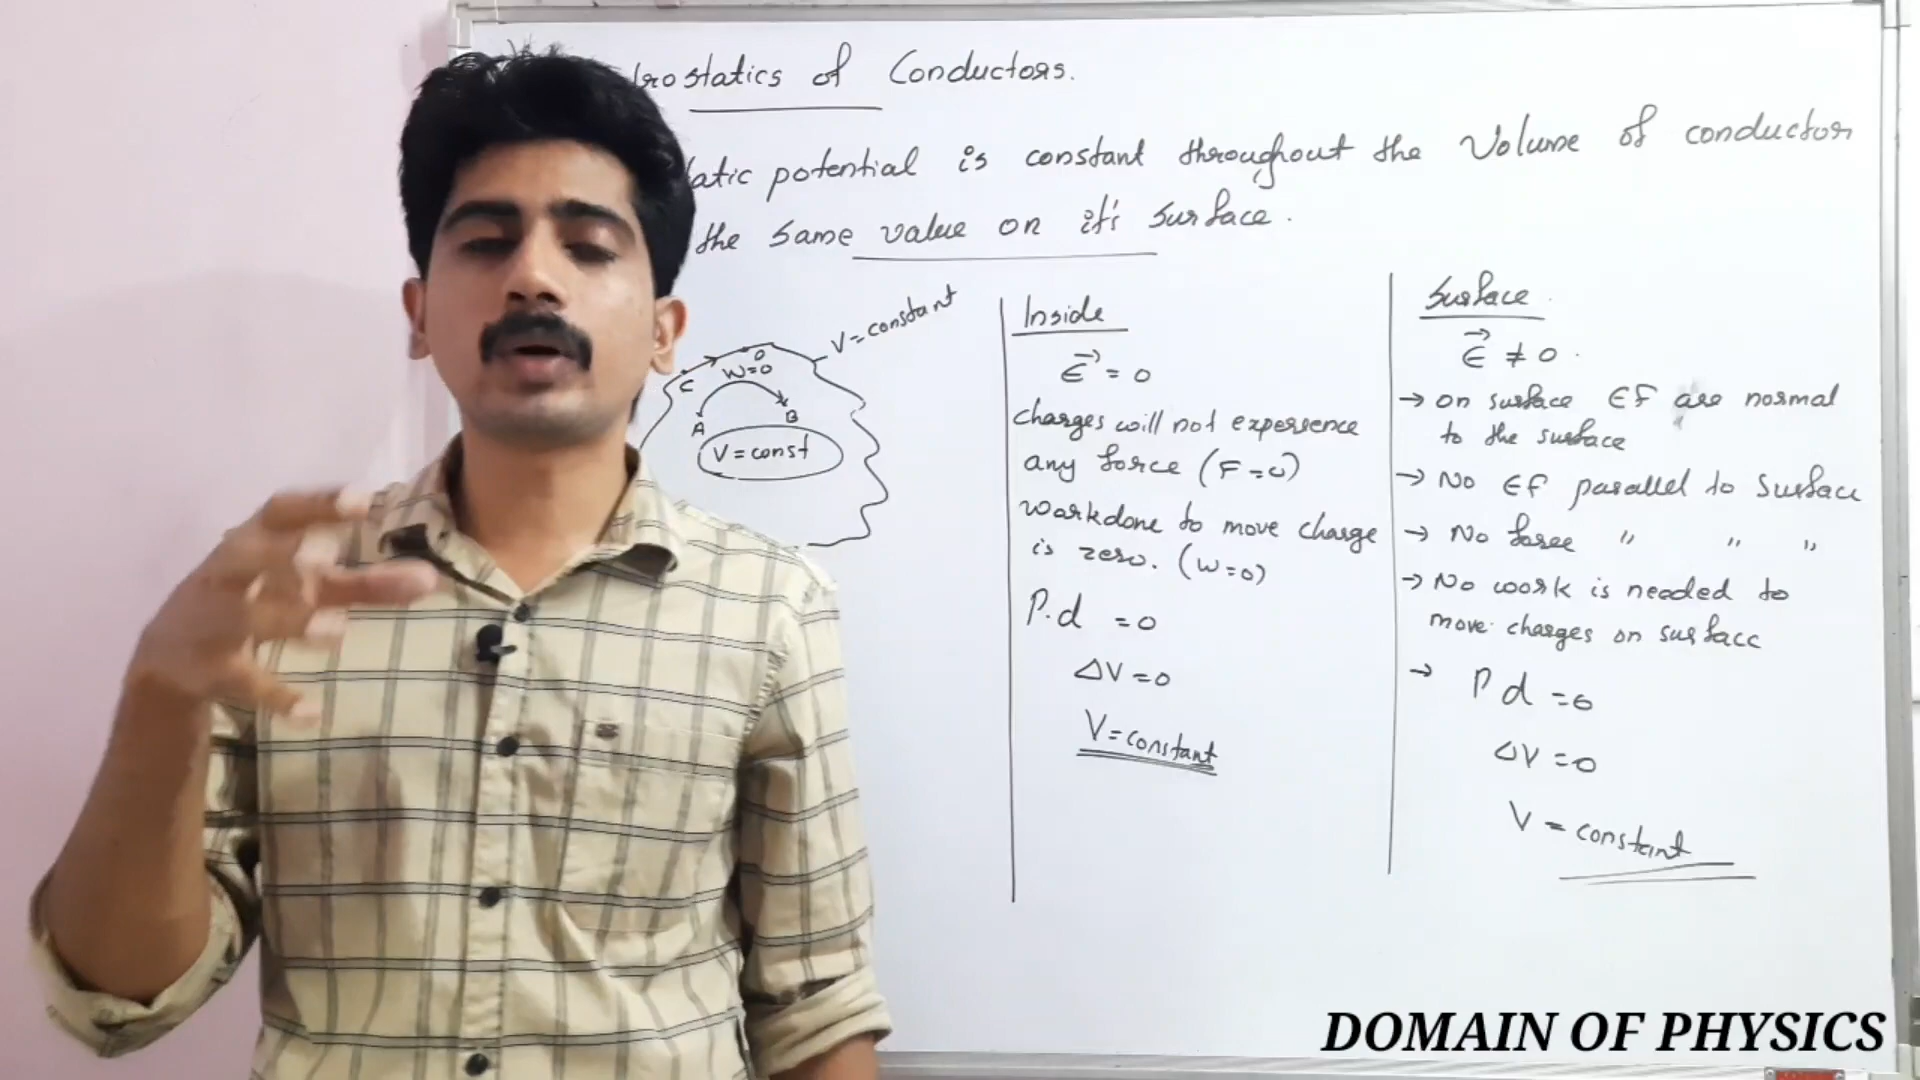 trostatics of Conductors.
tatic potential is constant throughout the Volume of conductor
the same value on it's surface.
V=constant
C
D
W=0
A
B
V=const
Inside
E = 0
charges will not experience
any force (F=0)
workdone to move charge
is zero. (W=0)
P.d = 0
ΔV=0
V=constant
Surface.
E ≠ 0.
→ on surface EF are normal
to the surface
→ No EF parallel to Surface
→ No force " " "
→ No work is needed to
move charges on surface
→ P d = 0
ΔV = 0
V = constant
DOMAIN OF PHYSICS